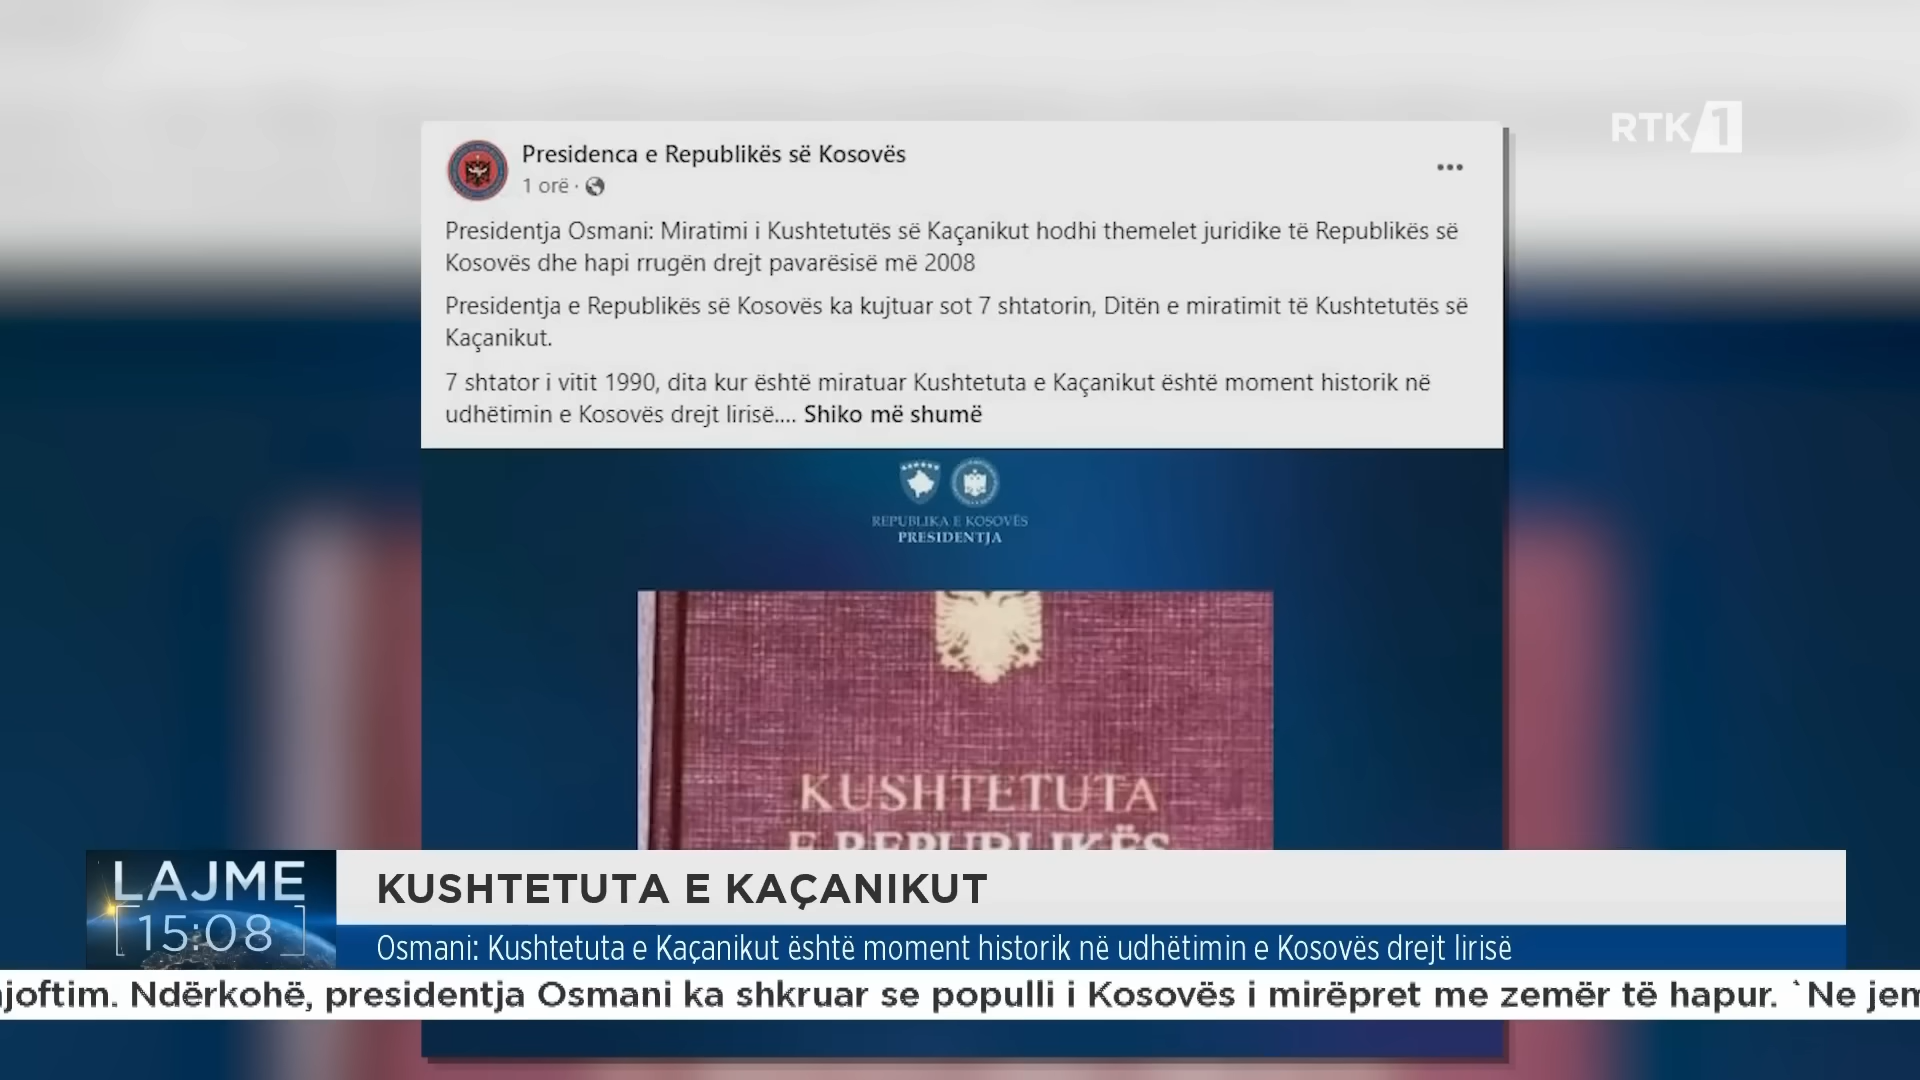 RTK 1
Presidenca e Republikës së Kosovës
1 orë ·
Presidentja Osmani: Miratimi i Kushtetutës së Kaçanikut hodhi themelet juridike të Republikës së
Kosovës dhe hapi rrugën drejt pavarësisë më 2008
Presidentja e Republikës së Kosovës ka kujtuar sot 7 shtatorin, Ditën e miratimit të Kushtetutës së
Kaçanikut.
7 shtator i vitit 1990, dita kur është miratuar Kushtetuta e Kaçanikut është moment historik në
udhëtimin e Kosovës drejt lirisë.... Shiko më shumë
REPUBLIKA E KOSOVËS
PRESIDENTJA
KUSHTETUTA
E REPUBLIKËS
LAJME
15:08
KUSHTETUTA E KAÇANIKUT
Osmani: Kushtetuta e Kaçanikut është moment historik në udhëtimin e Kosovës drejt lirisë
joftim. Ndërkohë, presidentja Osmani ka shkruar se populli i Kosovës i mirëpret me zemër të hapur. `Ne jem